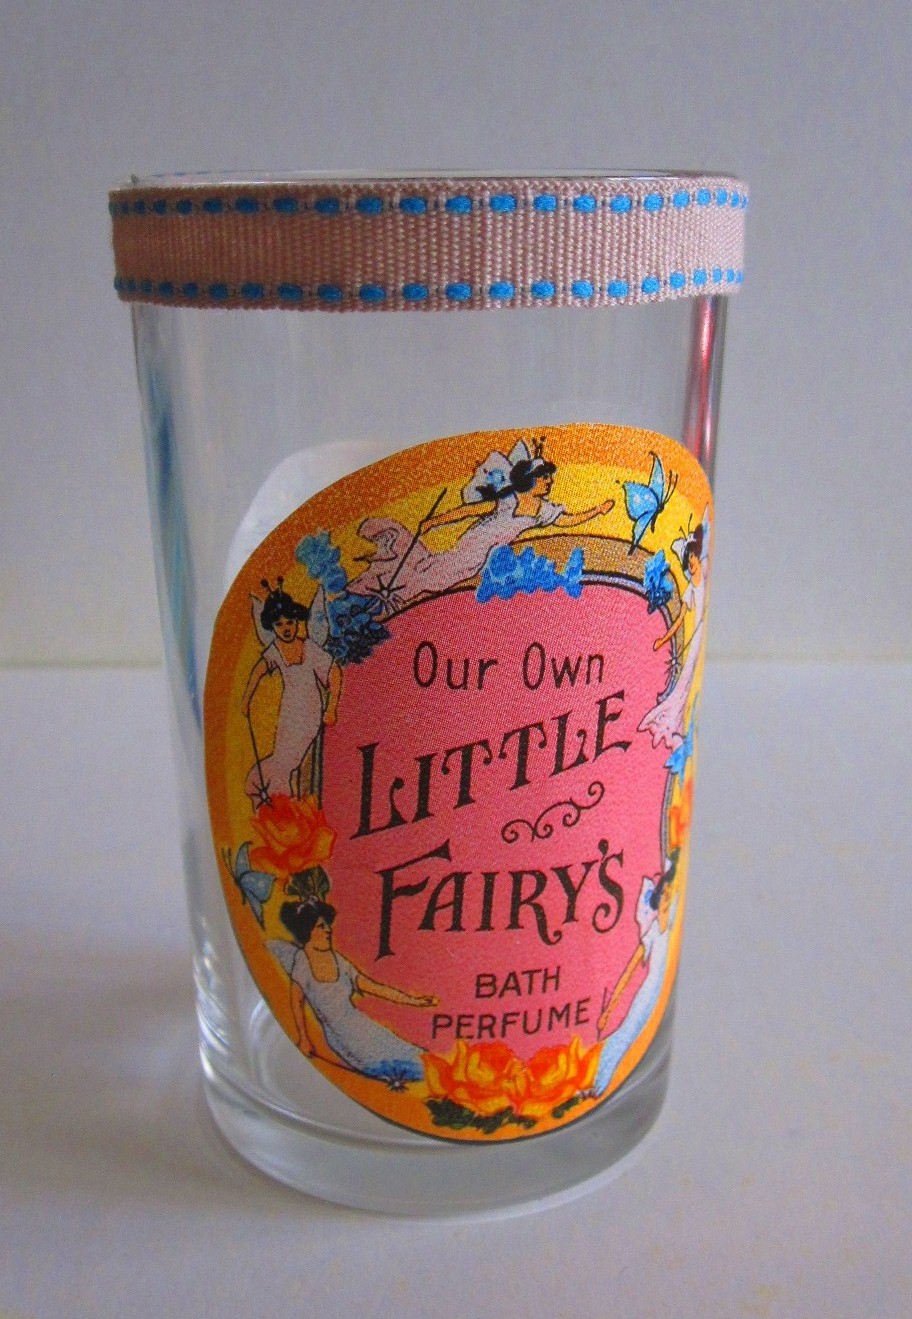 Our Own
LITTLE
FAIRY'S
BATH
PERFUME